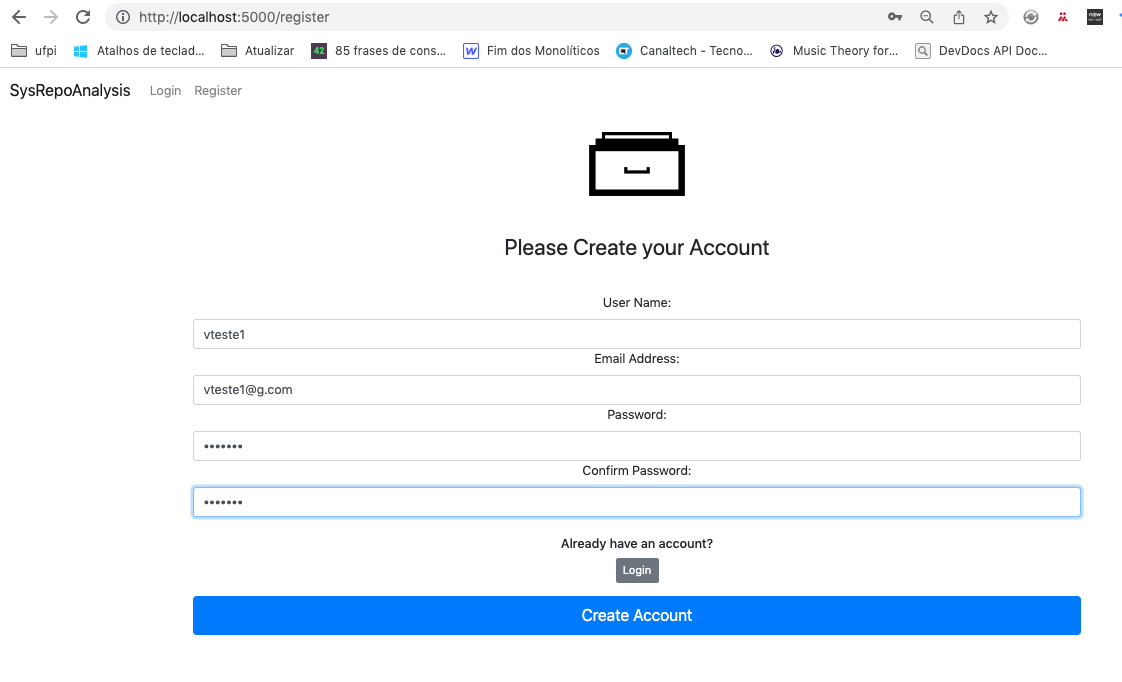 http://localhost:5000/register
ufpi Atalhos de teclad... Atualizar 42 85 frases de cons... W Fim dos Monolíticos Canaltech - Tecno... Music Theory for... DevDocs API Doc...
SysRepoAnalysis Login Register
Please Create your Account
User Name:
vteste1
Email Address:
vteste1@g.com
Password:
•••••••
Confirm Password:
•••••••
Already have an account?
Login
Create Account